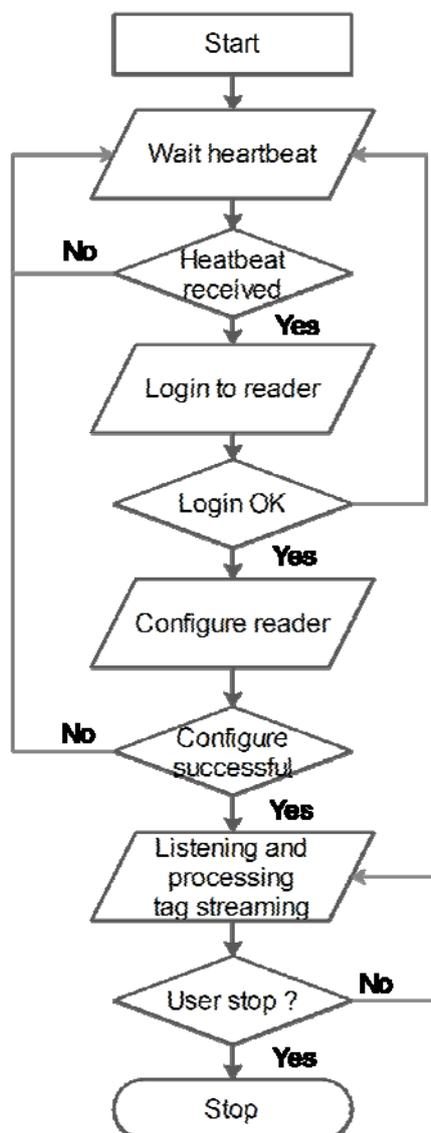 Start
Wait heartbeat
No
Heatbeat
received
Yes
Login to reader
Login OK
Yes
Configure reader
No
Configure
successful
Yes
Listening and
processing
tag streaming
User stop ?
No
Yes
Stop